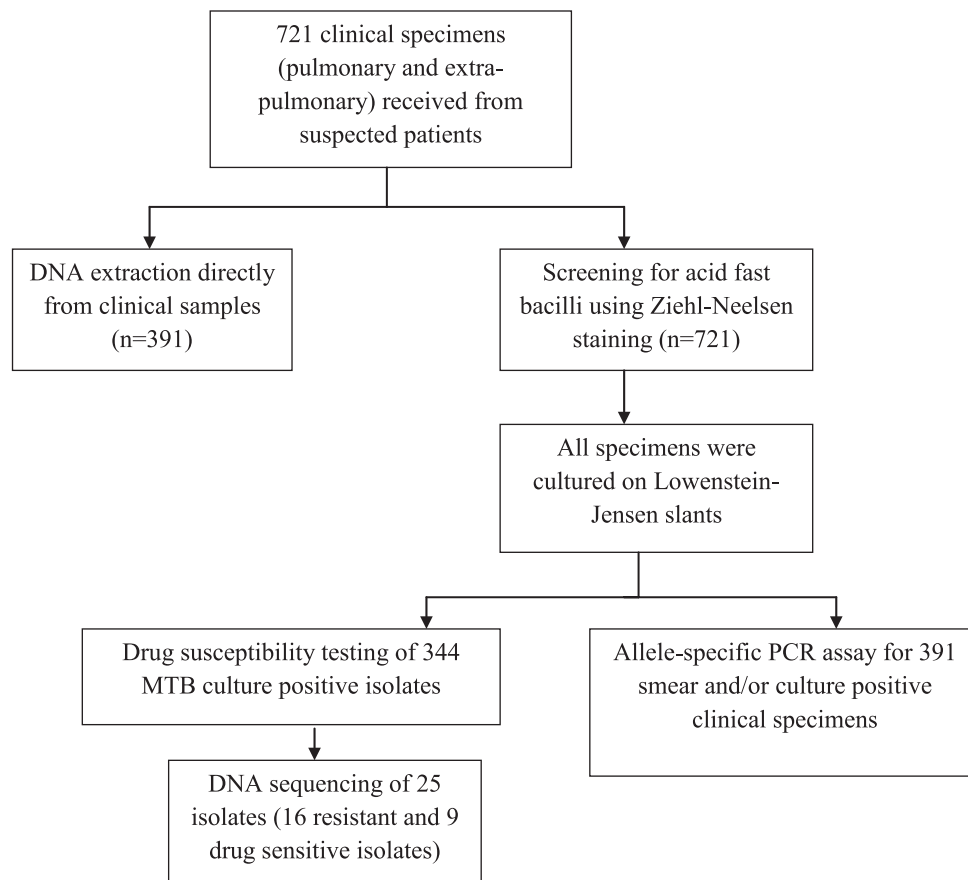 721 clinical specimens
(pulmonary and extra-
pulmonary) received from
suspected patients
DNA extraction directly
from clinical samples
(n=391)
Screening for acid fast
bacilli using Ziehl-Neelsen
staining (n=721)
All specimens were
cultured on Lowenstein-
Jensen slants
Drug susceptibility testing of 344
MTB culture positive isolates
Allele-specific PCR assay for 391
smear and/or culture positive
clinical specimens
DNA sequencing of 25
isolates (16 resistant and 9
drug sensitive isolates)